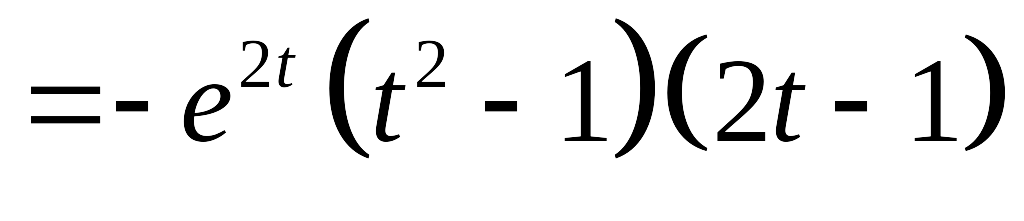 =- e^{2t} (t^2 - 1)(2t - 1)